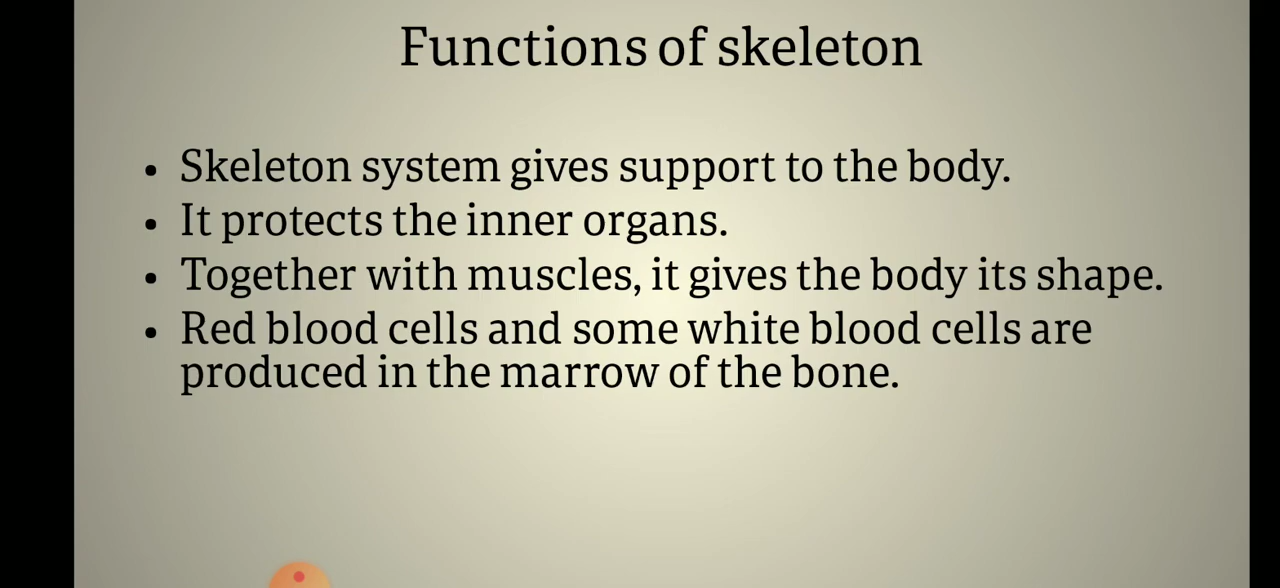 Functions of skeleton
• Skeleton system gives support to the body.
• It protects the inner organs.
• Together with muscles, it gives the body its shape.
• Red blood cells and some white blood cells are
produced in the marrow of the bone.